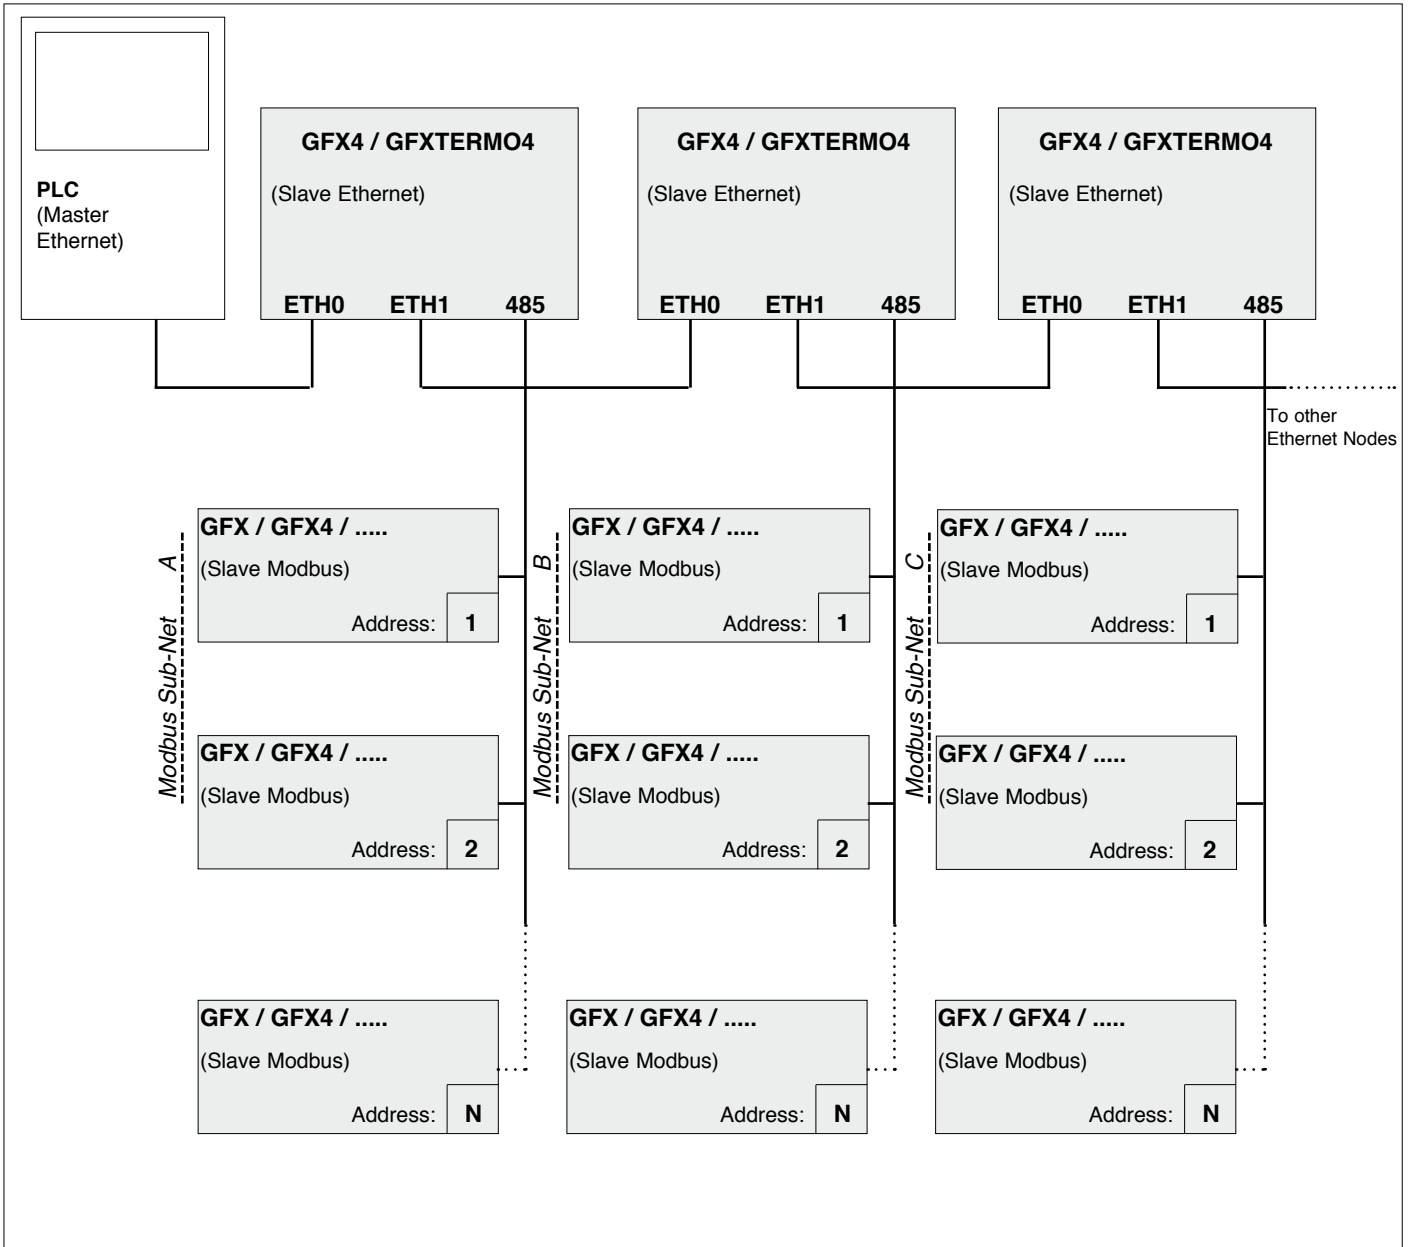 PLC
(Master
Ethernet)
GFX4 / GFXTERMO4
(Slave Ethernet)
ETH0 ETH1 485
GFX4 / GFXTERMO4
(Slave Ethernet)
ETH0 ETH1 485
GFX4 / GFXTERMO4
(Slave Ethernet)
ETH0 ETH1 485
To other
Ethernet Nodes
Modbus Sub-Net A
GFX / GFX4 / .....
(Slave Modbus)
Address: 1
GFX / GFX4 / .....
(Slave Modbus)
Address: 2
GFX / GFX4 / .....
(Slave Modbus)
Address: N
Modbus Sub-Net B
GFX / GFX4 / .....
(Slave Modbus)
Address: 1
GFX / GFX4 / .....
(Slave Modbus)
Address: 2
GFX / GFX4 / .....
(Slave Modbus)
Address: N
Modbus Sub-Net C
GFX / GFX4 / .....
(Slave Modbus)
Address: 1
GFX / GFX4 / .....
(Slave Modbus)
Address: 2
GFX / GFX4 / .....
(Slave Modbus)
Address: N